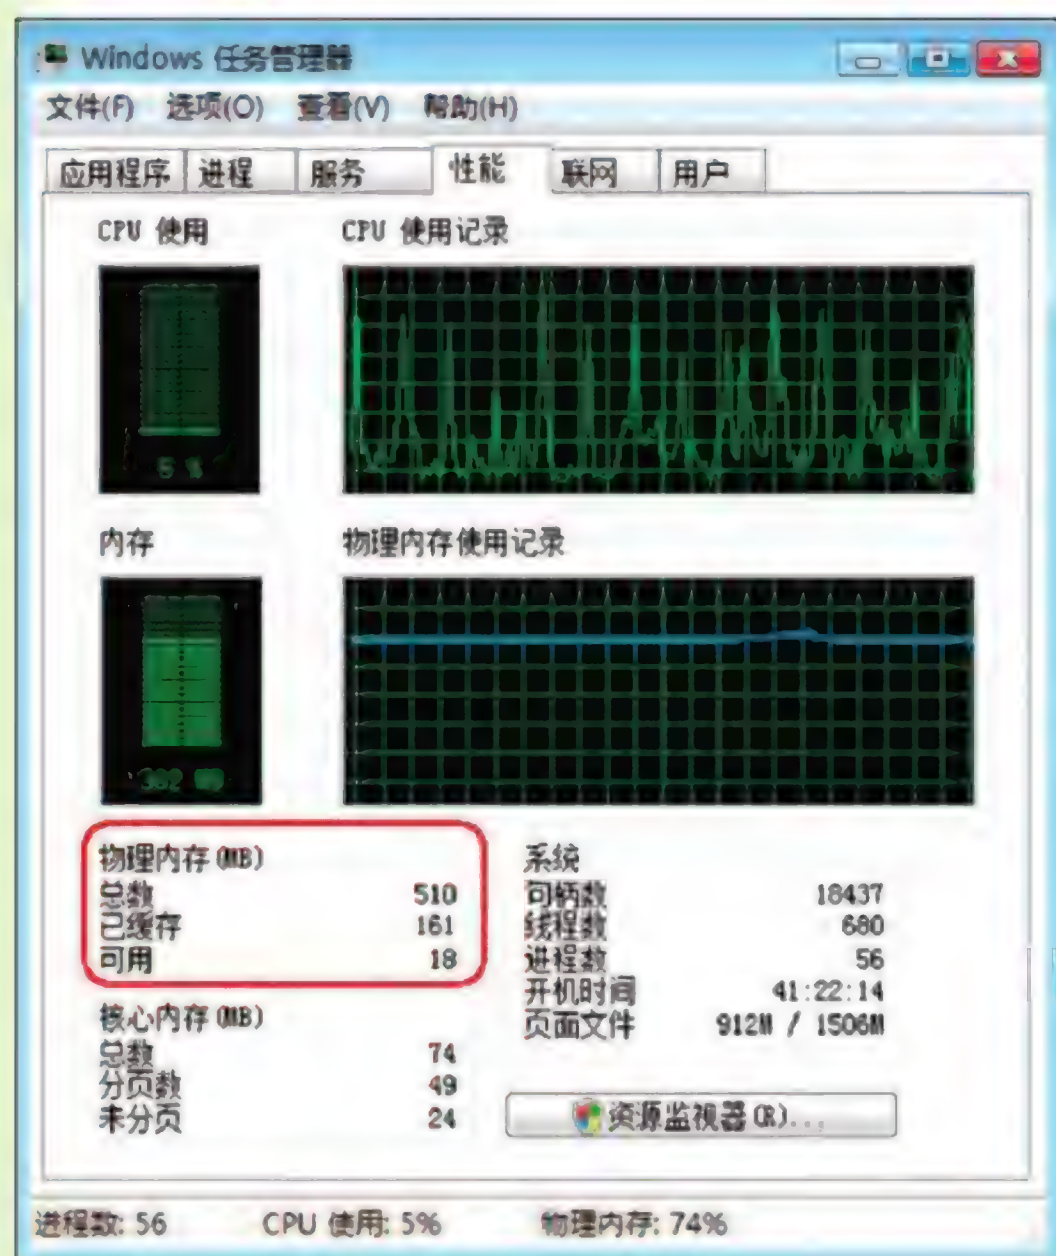 Windows 任务管理器
文件(F) 选项(O) 查看(V) 帮助(H)
应用程序 进程 服务 性能 联网 用户
CPU 使用 CPU 使用记录
5 %
内存 物理内存使用记录
382 MB
物理内存(MB)
总数 510
已缓存 161
可用 18
核心内存(MB)
总数 74
分页数 49
未分页 24
系统
句柄数 18437
线程数 680
进程数 56
开机时间 41:22:14
页面文件 912M / 1506M
资源监视器(R)...
进程数: 56 CPU 使用: 5% 物理内存: 74%